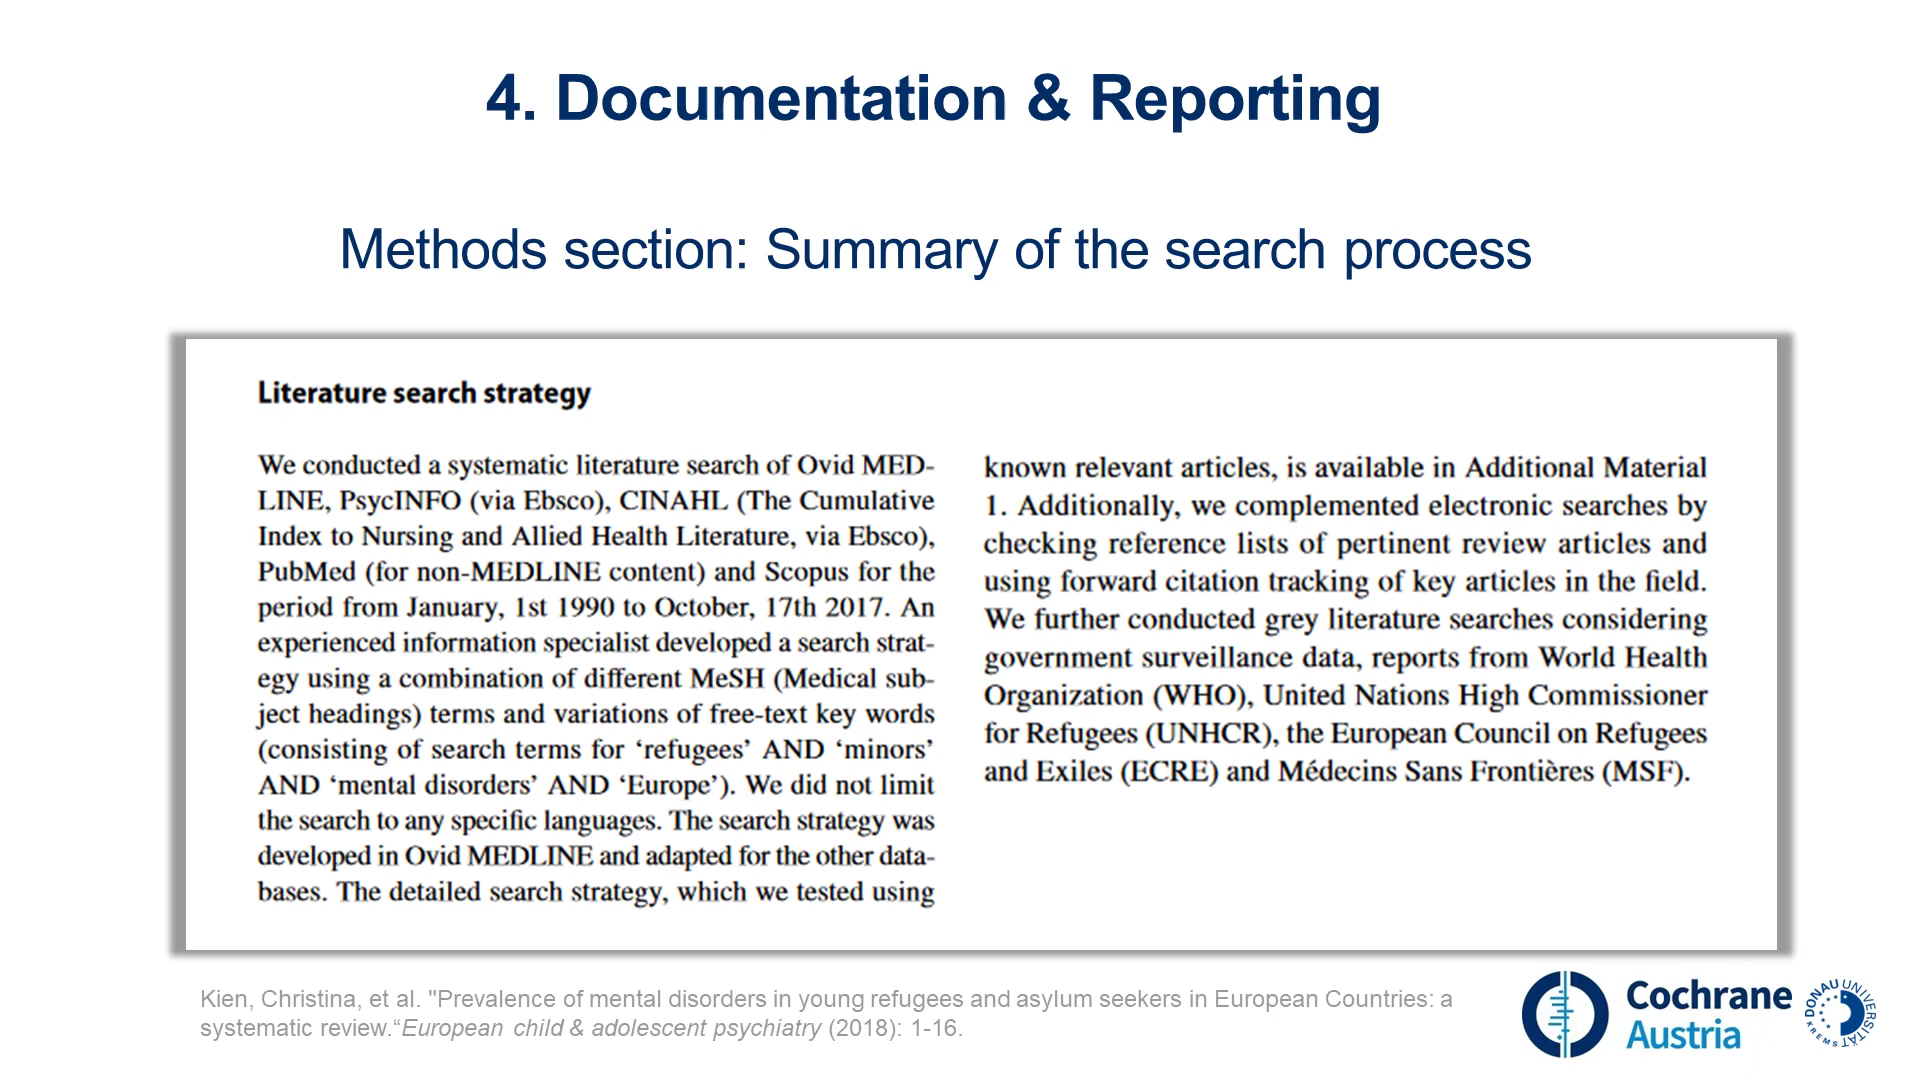 4. Documentation & Reporting
Methods section: Summary of the search process
Literature search strategy
We conducted a systematic literature search of Ovid MED-
LINE, PsycINFO (via Ebsco), CINAHL (The Cumulative
Index to Nursing and Allied Health Literature, via Ebsco),
PubMed (for non-MEDLINE content) and Scopus for the
period from January, 1st 1990 to October, 17th 2017. An
experienced information specialist developed a search strat-
egy using a combination of different MeSH (Medical sub-
ject headings) terms and variations of free-text key words
(consisting of search terms for ‘refugees’ AND ‘minors’
AND ‘mental disorders’ AND ‘Europe’). We did not limit
the search to any specific languages. The search strategy was
developed in Ovid MEDLINE and adapted for the other data-
bases. The detailed search strategy, which we tested using
known relevant articles, is available in Additional Material
1. Additionally, we complemented electronic searches by
checking reference lists of pertinent review articles and
using forward citation tracking of key articles in the field.
We further conducted grey literature searches considering
government surveillance data, reports from World Health
Organization (WHO), United Nations High Commissioner
for Refugees (UNHCR), the European Council on Refugees
and Exiles (ECRE) and Médecins Sans Frontières (MSF).
Kien, Christina, et al. "Prevalence of mental disorders in young refugees and asylum seekers in European Countries: a
systematic review.“European child & adolescent psychiatry (2018): 1-16.
Cochrane
Austria
DONAU UNIVERSITÄT
KREMS